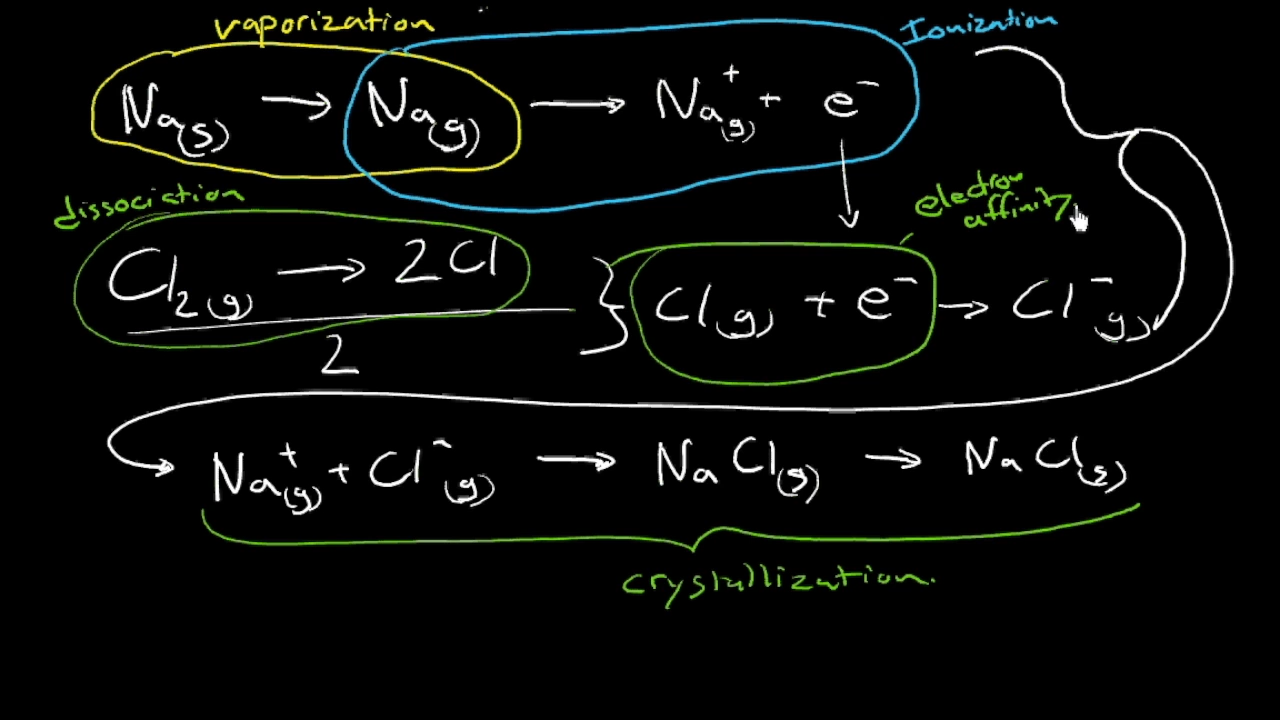 vaporization
Ionization
Na(s) → Na(g) → Na⁺(g) + e⁻
dissociation
electron affinity
Cl₂(g) → 2Cl
2
Cl(g) + e⁻ → Cl⁻(g)
Na⁺(g) + Cl⁻(g) → NaCl(g) → NaCl(s)
crystallization.